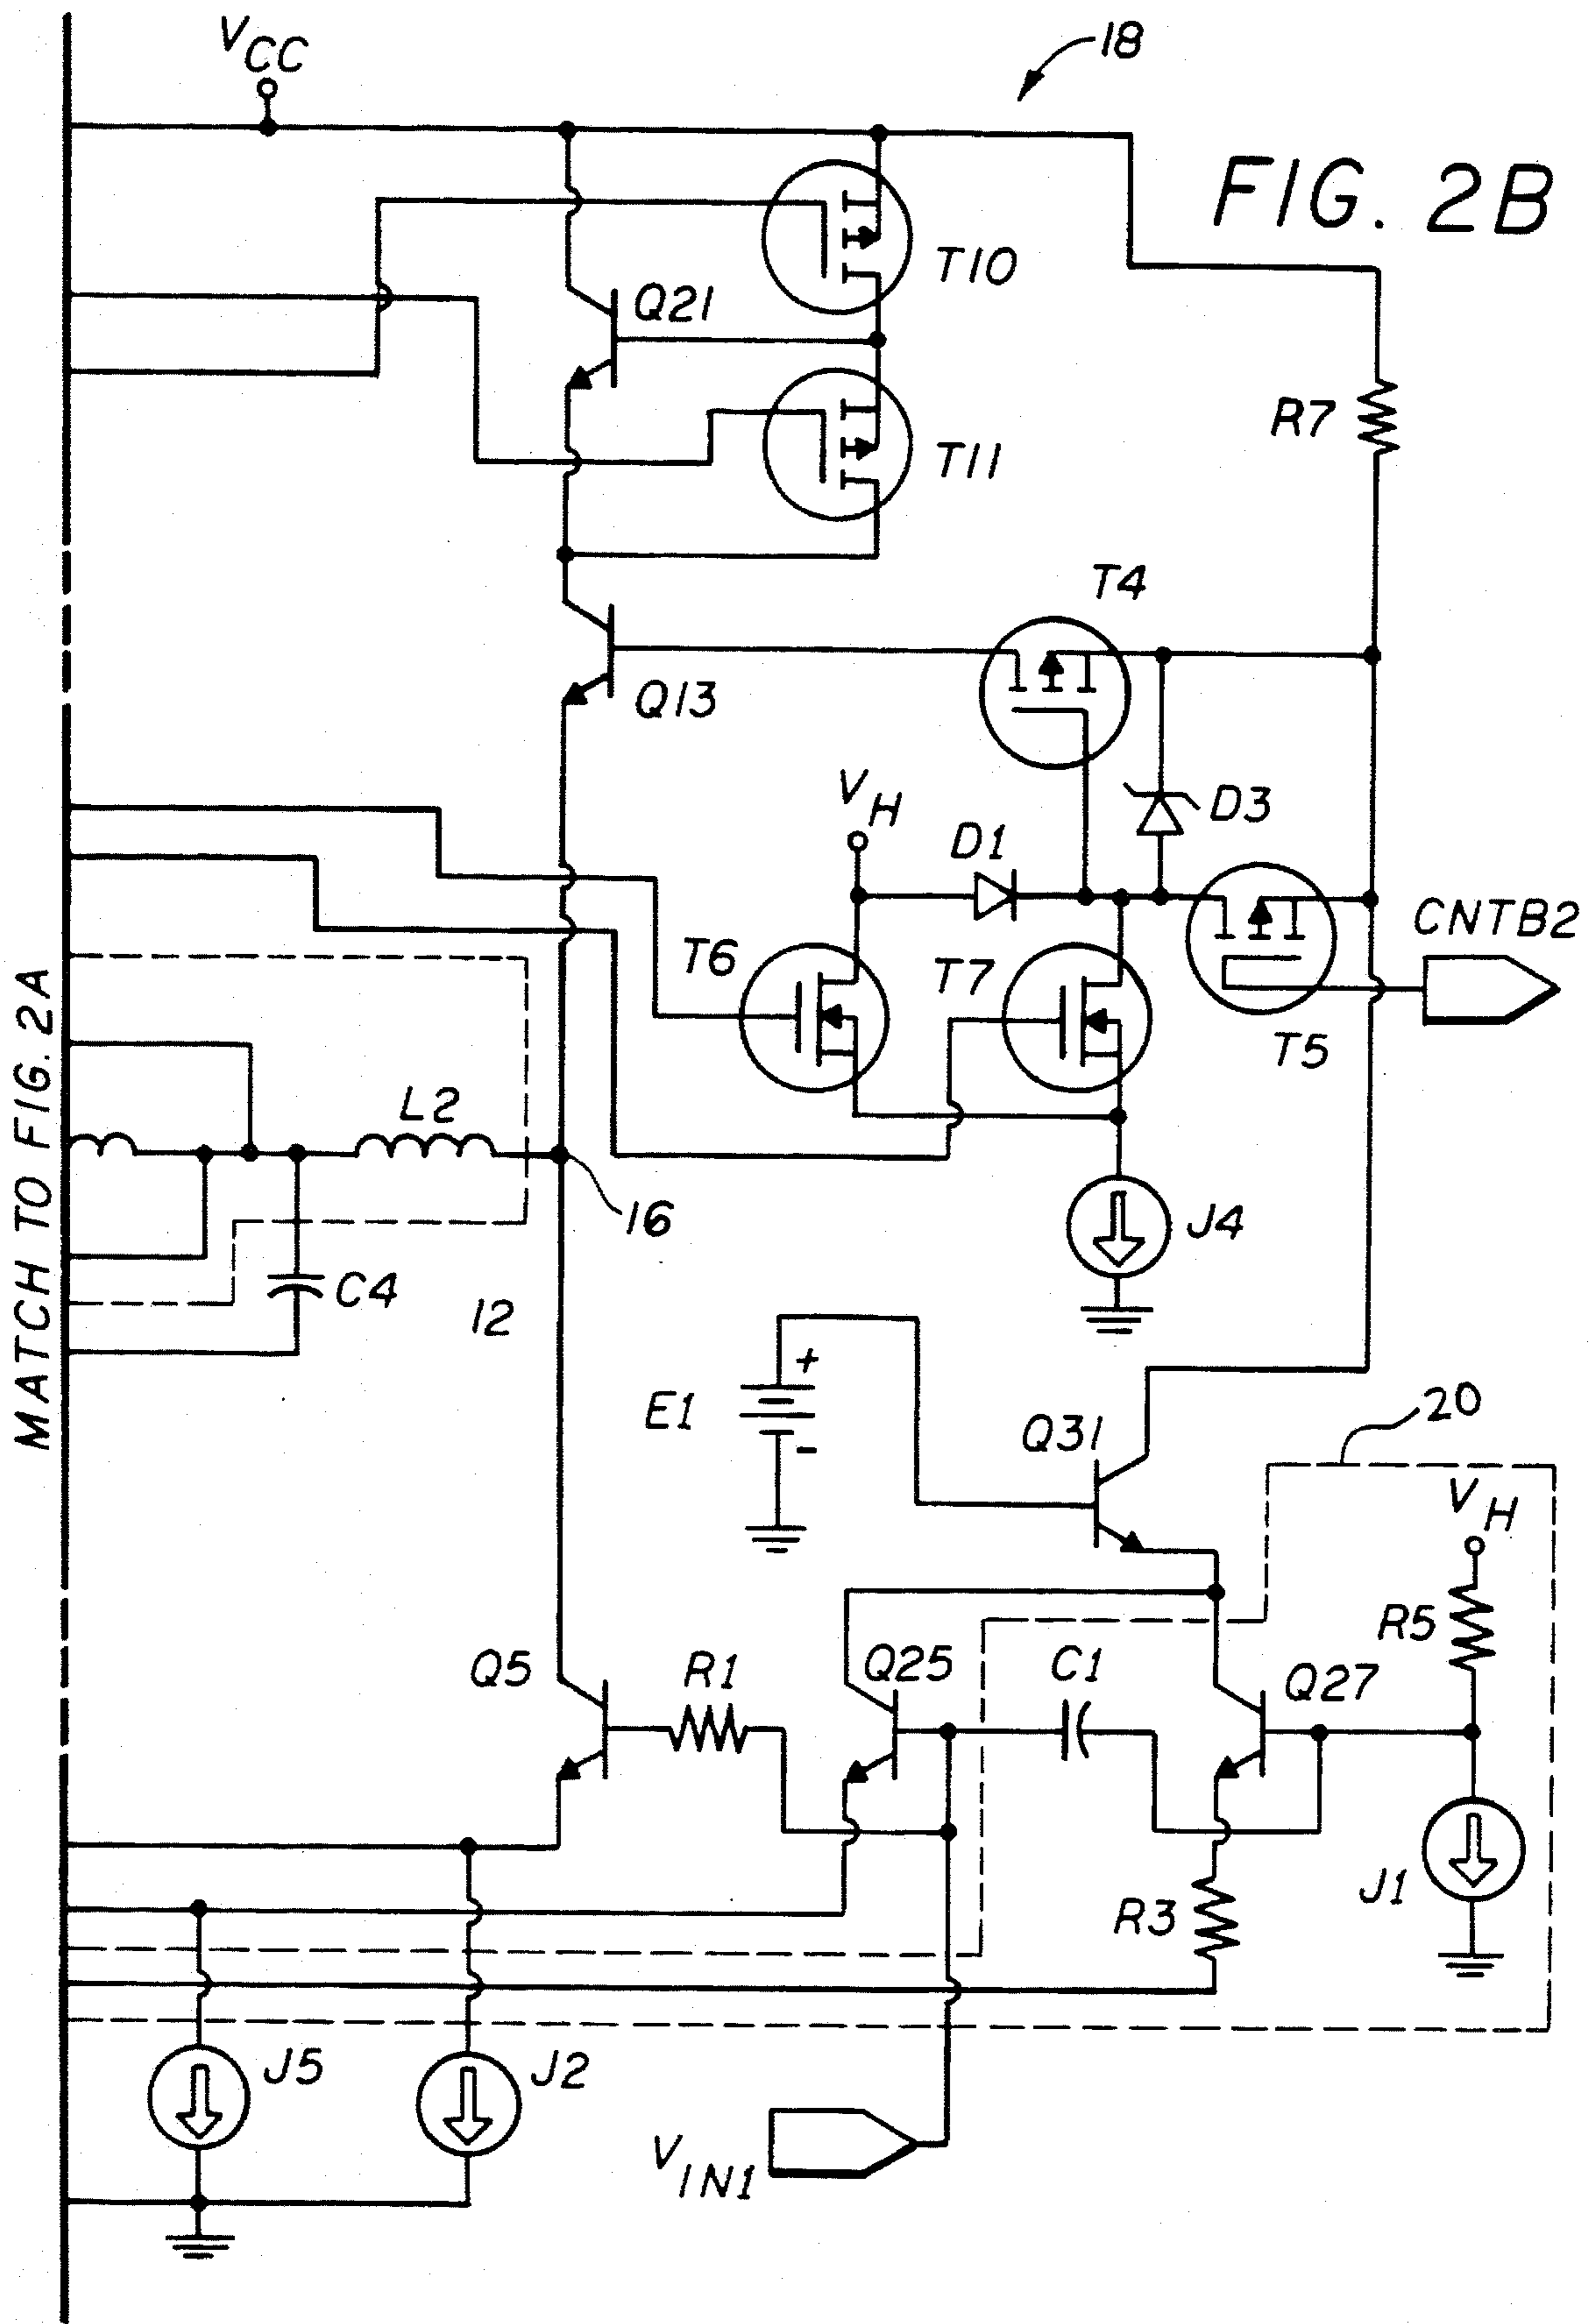 VCC
18
FIG. 2B
T10
Q21
R7
T11
T4
Q13
VH
D1
D3
CNTB2
T6
T7
T5
MATCH TO FIG. 2A
L2
16
J4
C4
12
+
E1
-
Q31
20
VH
R5
Q5
R1
Q25
C1
Q27
R3
J1
J5
J2
VIN1